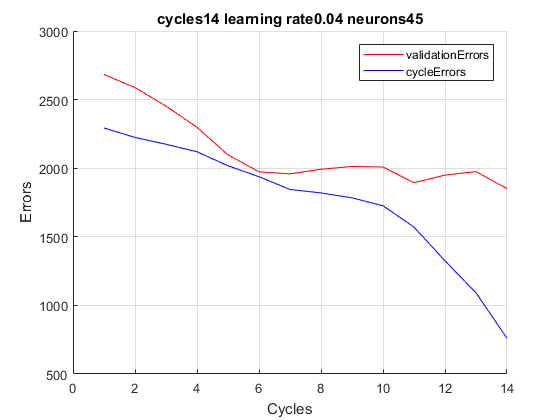 cycles14 learning rate0.04 neurons45
3000
2500
2000
1500
1000
500
Errors
validationErrors
cycleErrors
0 2 4 6 8 10 12 14
Cycles